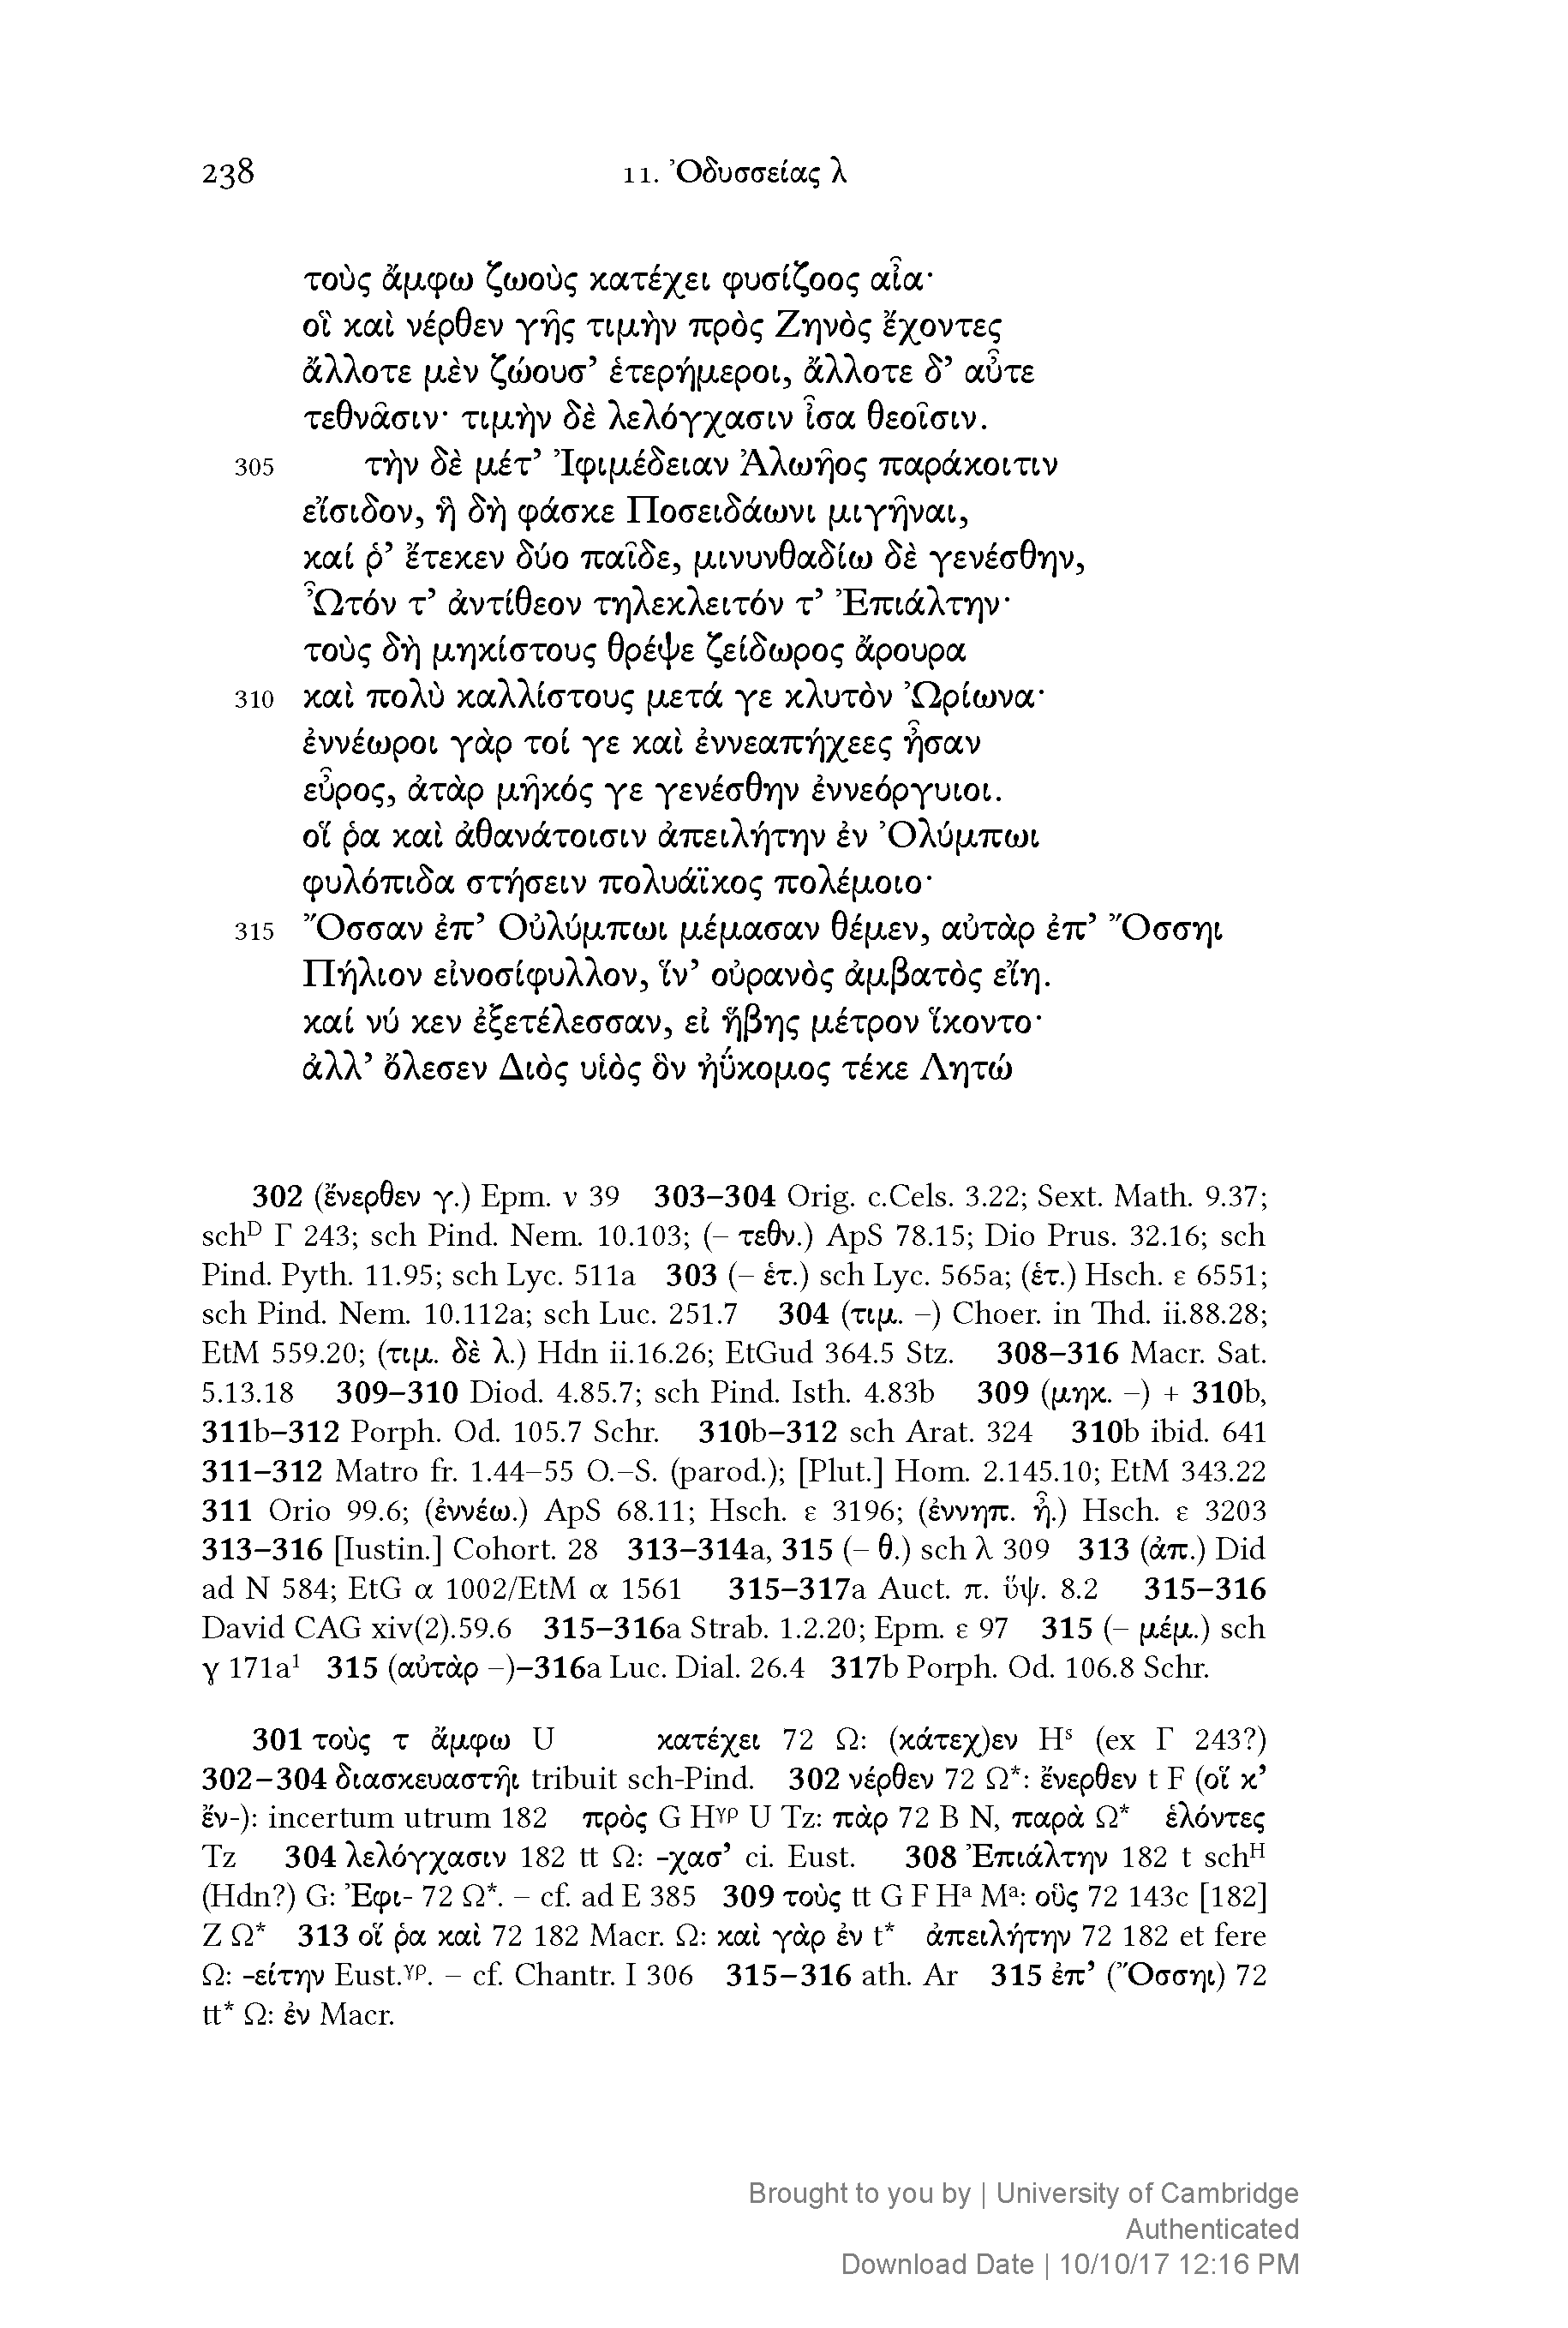 238 11. Ὀδυσσείας λ
τοὺς ἄμφω ζωοὺς κατέχει φυσίζοος αἶα·
οἳ καὶ νέρθεν γῆς τιμὴν πρὸς Ζηνὸς ἔχοντες
ἄλλοτε μὲν ζώουσ’ ἑτερήμεροι, ἄλλοτε δ’ αὖτε
τεθνᾶσιν· τιμὴν δὲ λελόγχασιν ἶσα θεοῖσιν.
305 τὴν δὲ μέτ’ Ἰφιμέδειαν Ἀλωῆος παράκοιτιν
εἴσιδον, ἣ δὴ φάσκε Ποσειδάωνι μιγῆναι,
καί ῥ’ ἔτεκεν δύο παῖδε, μινυνθαδίω δὲ γενέσθην,
Ὦτόν τ’ ἀντίθεον τηλεκλειτόν τ’ Ἐπιάλτην·
τοὺς δὴ μηκίστους θρέψε ζείδωρος ἄρουρα
310 καὶ πολὺ καλλίστους μετά γε κλυτὸν Ὠρίωνα·
ἐννέωροι γὰρ τοί γε καὶ ἐννεαπήχεες ἦσαν
εὖρος, ἀτὰρ μῆκός γε γενέσθην ἐννεόργυιοι.
οἵ ῥα καὶ ἀθανάτοισιν ἀπειλήτην ἐν Ὀλύμπωι
φυλόπιδα στήσειν πολυάϊκος πολέμοιο·
315 Ὄσσαν ἐπ’ Οὐλύμπωι μέμασαν θέμεν, αὐτὰρ ἐπ’ Ὄσσηι
Πήλιον εἰνοσίφυλλον, ἵν’ οὐρανὸς ἀμβατὸς εἴη.
καί νύ κεν ἐξετέλεσσαν, εἰ ἥβης μέτρον ἵκοντο·
ἀλλ’ ὄλεσεν Διὸς υἱὸς ὃν ἠΰκομος τέκε Λητώ
302 (ἔνερθεν γ.) Epm. ν 39 303–304 Orig. c.Cels. 3.22; Sext. Math. 9.37;
schᴰ Γ 243; sch Pind. Nem. 10.103; (– τεθν.) ApS 78.15; Dio Prus. 32.16; sch
Pind. Pyth. 11.95; sch Lyc. 511a 303 (– ἑτ.) sch Lyc. 565a; (ἑτ.) Hsch. ε 6551;
sch Pind. Nem. 10.112a; sch Luc. 251.7 304 (τιμ. –) Choer. in Thd. ii.88.28;
EtM 559.20; (τιμ. δὲ λ.) Hdn ii.16.26; EtGud 364.5 Stz. 308–316 Macr. Sat.
5.13.18 309–310 Diod. 4.85.7; sch Pind. Isth. 4.83b 309 (μηκ. –) + 310b,
311b–312 Porph. Od. 105.7 Schr. 310b–312 sch Arat. 324 310b ibid. 641
311–312 Matro fr. 1.44–55 O.–S. (parod.); [Plut.] Hom. 2.145.10; EtM 343.22
311 Orio 99.6; (ἐννέω.) ApS 68.11; Hsch. ε 3196; (ἐννηπ. ἦ.) Hsch. ε 3203
313–316 [Iustin.] Cohort. 28 313–314a, 315 (– θ.) sch λ 309 313 (ἀπ.) Did
ad N 584; EtG α 1002/EtM α 1561 315–317a Auct. π. ὕψ. 8.2 315–316
David CAG xiv(2).59.6 315–316a Strab. 1.2.20; Epm. ε 97 315 (– μέμ.) sch
γ 171a¹ 315 (αὐτὰρ –)–316a Luc. Dial. 26.4 317b Porph. Od. 106.8 Schr.
301 τοὺς τ ἄμφω U κατέχει 72 Ω: (κάτεχ)εν Hˢ (ex Γ 243?)
302–304 διασκευαστῆι tribuit sch-Pind. 302 νέρθεν 72 Ω*: ἔνερθεν t F (οἵ κ’
ἔν-): incertum utrum 182 πρὸς G Hᵞᵖ U Tz: πὰρ 72 B N, παρὰ Ω* ἑλόντες
Tz 304 λελόγχασιν 182 tt Ω: -χασ’ ci. Eust. 308 Ἐπιάλτην 182 t schᴴ
(Hdn?) G: Ἐφι- 72 Ω*. – cf. ad E 385 309 τοὺς tt G F Hᵃ Mᵃ: οὓς 72 143c [182]
Z Ω* 313 οἵ ῥα καὶ 72 182 Macr. Ω: καὶ γὰρ ἐν t* ἀπειλήτην 72 182 et fere
Ω: -είτην Eust.ᵞᵖ. – cf. Chantr. I 306 315–316 ath. Ar 315 ἐπ’ (Ὄσσηι) 72
tt* Ω: ἐν Macr.
Brought to you by | University of Cambridge
Authenticated
Download Date | 10/10/17 12:16 PM